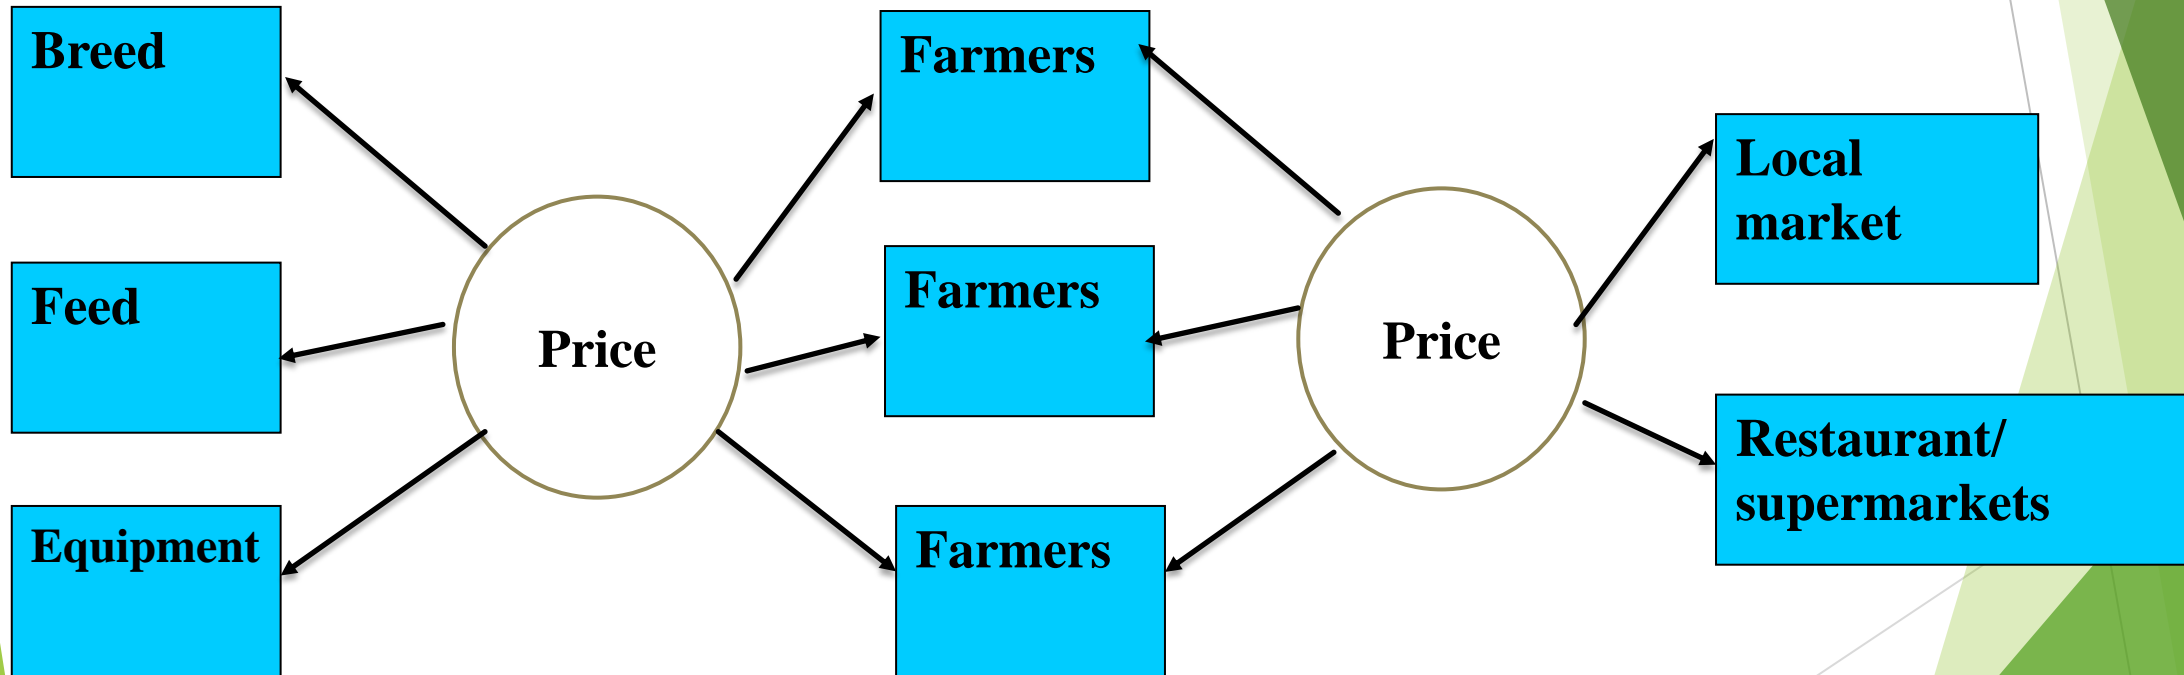 Breed
Feed
Equipment
Price
Farmers
Farmers
Farmers
Price
Local
market
Restaurant/
supermarkets